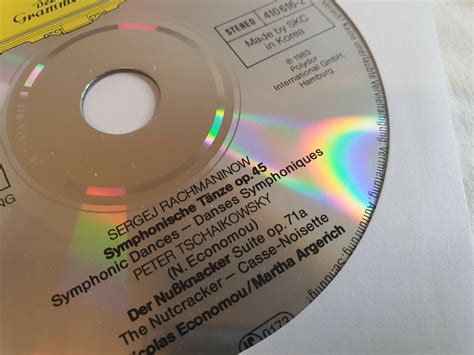 Gramm
STEREO 410 616-2
Made by SKC
in Korea
℗ 1983
Polydor
International GmbH,
Hamburg
SERGEJ RACHMANINOW
Symphonische Tänze op. 45
Symphonic Dances – Danses Symphoniques
PETER TSCHAIKOWSKY
(N. Economou)
Der Nußknacker Suite op. 71a
The Nutcracker – Casse-Noisette
Nicolas Economou/Martha Argerich